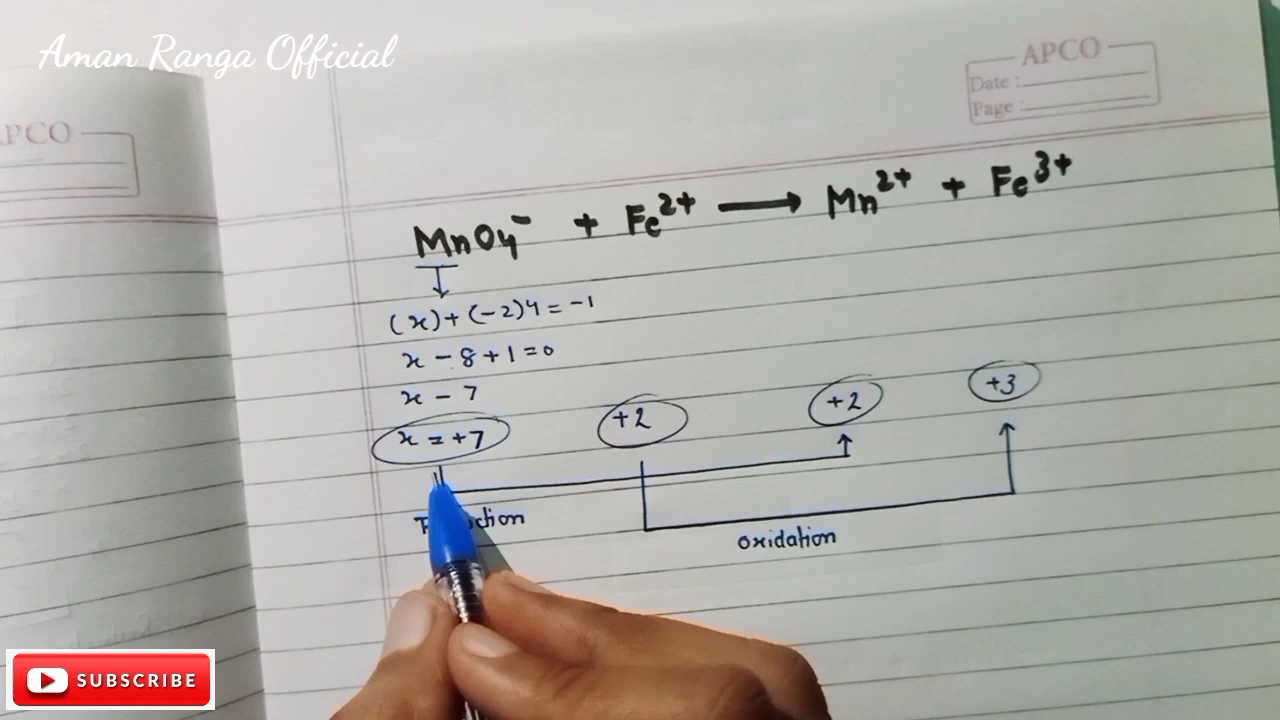 Aman Ranga Official
APCO
APCO
Date :
Page :
MnO₄⁻ + Fe²⁺ ⟶ Mn²⁺ + Fe³⁺
(x)+(-2)4=-1
x-8+1=0
x-7
x=+7
+2
+2
+3
oxidation
SUBSCRIBE